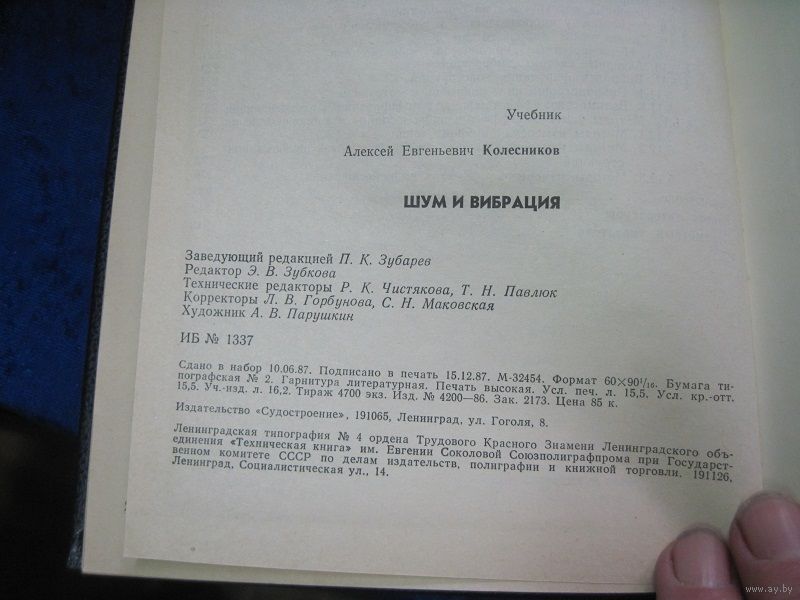 Учебник
Алексей Евгеньевич Колесников
ШУМ И ВИБРАЦИЯ
Заведующий редакцией П. К. Зубарев
Редактор Э. В. Зубкова
Технические редакторы Р. К. Чистякова, Т. Н. Павлюк
Корректоры Л. В. Горбунова, С. Н. Маковская
Художник А. В. Парушкин
ИБ № 1337
Сдано в набор 10.06.87. Подписано в печать 15.12.87. М-32454. Формат 60×90¹/₁₆. Бумага ти-
пографская № 2. Гарнитура литературная. Печать высокая. Усл. печ. л. 15,5. Усл. кр.-отт.
15,5. Уч.-изд. л. 16,2. Тираж 4700 экз. Изд. № 4200—86. Зак. 2173. Цена 85 к.
Издательство «Судостроение», 191065, Ленинград, ул. Гоголя, 8.
Ленинградская типография № 4 ордена Трудового Красного Знамени Ленинградского объ-
единения «Техническая книга» им. Евгении Соколовой Союзполиграфпрома при Государст-
венном комитете СССР по делам издательств, полиграфии и книжной торговли. 191126,
Ленинград, Социалистическая ул., 14.
www.ay.by